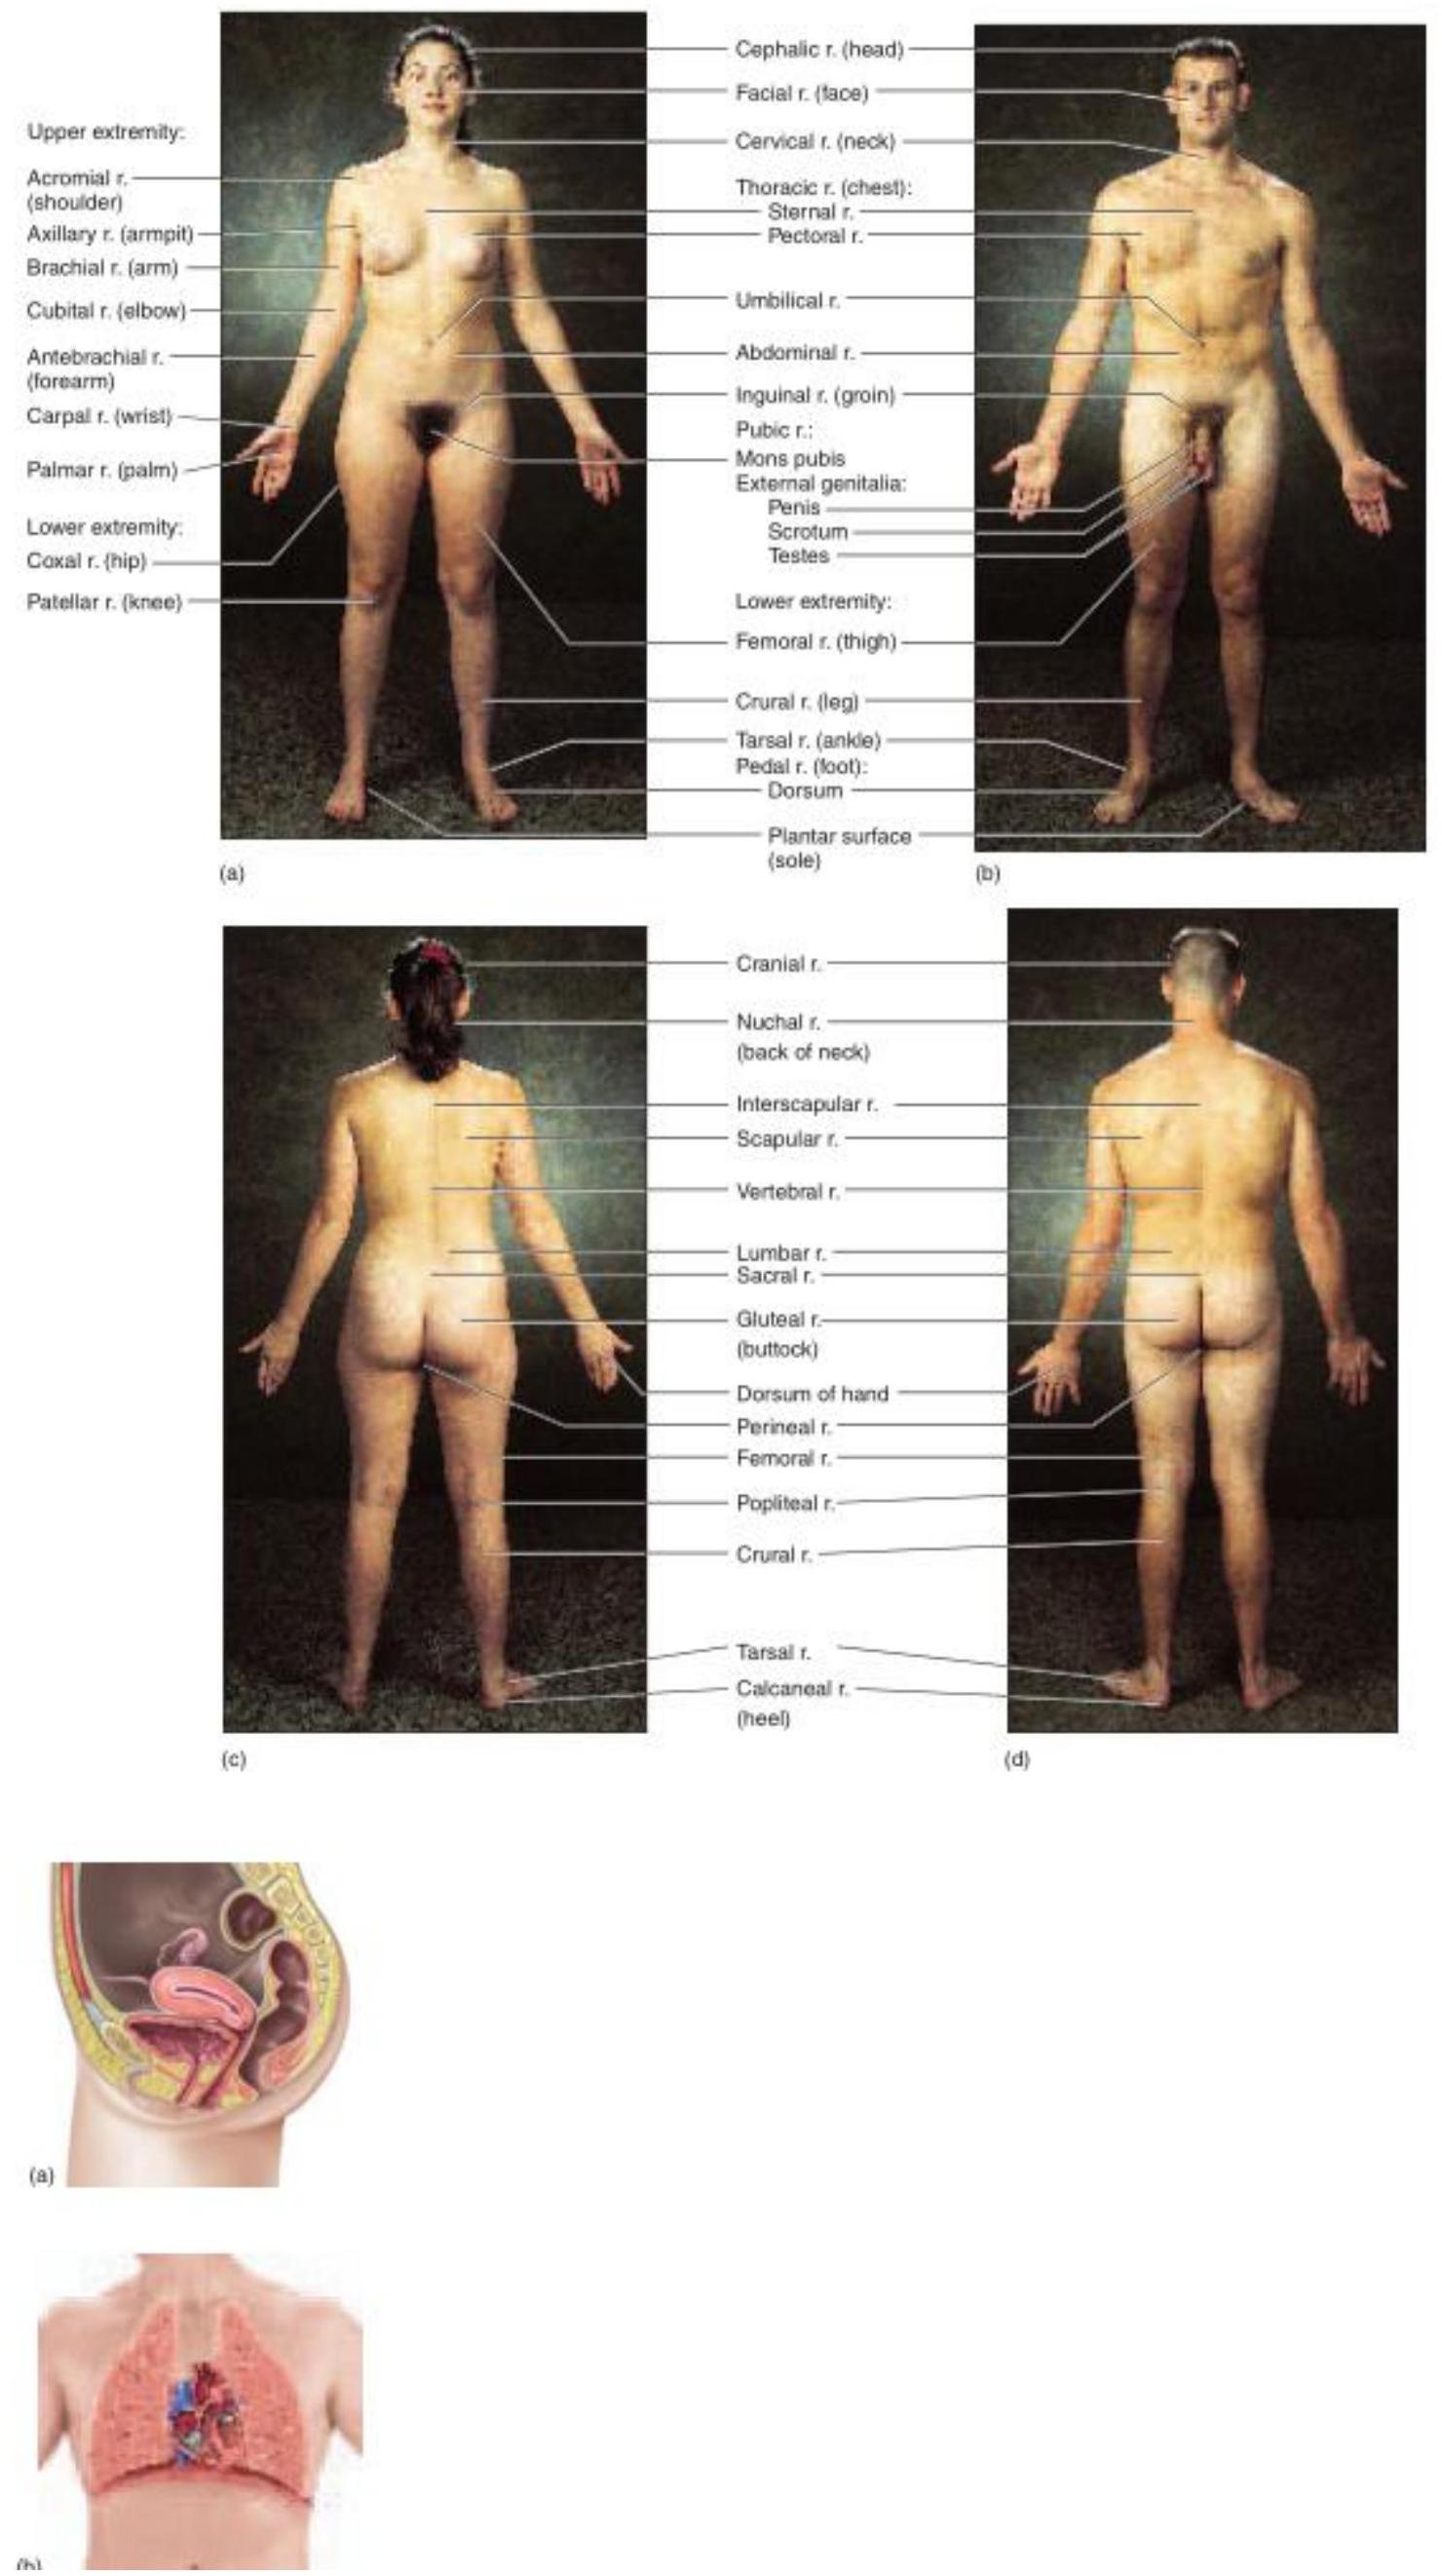 Upper extremity:
Acromial r.
(shoulder)
Axillary r. (armpit)
Brachial r. (arm)
Cubital r. (elbow)
Antebrachial r.
(forearm)
Carpal r. (wrist)
Palmar r. (palm)
Lower extremity:
Coxal r. (hip)
Patellar r. (knee)
Cephalic r. (head)
Facial r. (face)
Cervical r. (neck)
Thoracic r. (chest):
Sternal r.
Pectoral r.
Umbilical r.
Abdominal r.
Inguinal r. (groin)
Pubic r.:
Mons pubis
External genitalia:
Penis
Scrotum
Testes
Lower extremity:
Femoral r. (thigh)
Crural r. (leg)
Tarsal r. (ankle)
Pedal r. (foot):
Dorsum
Plantar surface
(sole)
(a)
(b)
Cranial r.
Nuchal r.
(back of neck)
Interscapular r.
Scapular r.
Vertebral r.
Lumbar r.
Sacral r.
Gluteal r.
(buttock)
Dorsum of hand
Perineal r.
Femoral r.
Popliteal r.
Crural r.
Tarsal r.
Calcaneal r.
(heel)
(c)
(d)
(a)
(b)